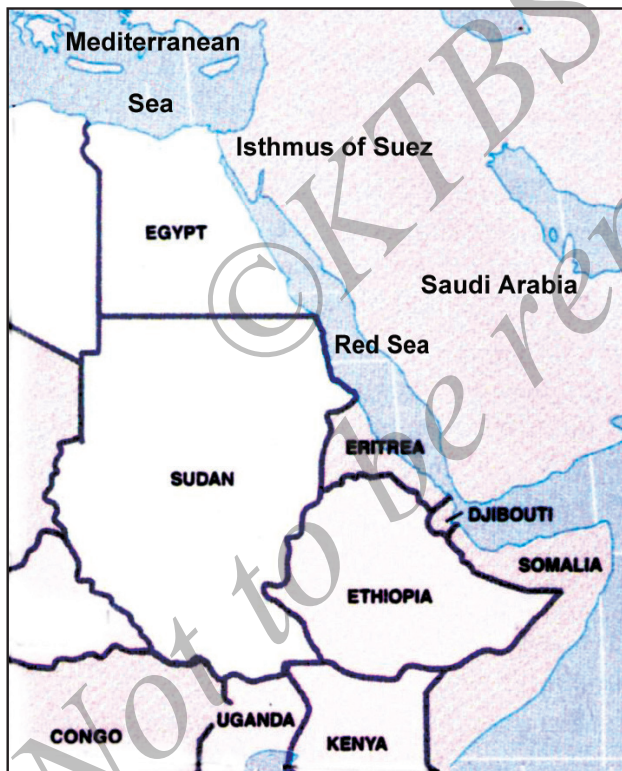 Mediterranean
Sea
Isthmus of Suez
EGYPT
Saudi Arabia
Red Sea
ERITREA
SUDAN
DJIBOUTI
SOMALIA
ETHIOPIA
UGANDA
CONGO
KENYA
©KTBS
Not to be re